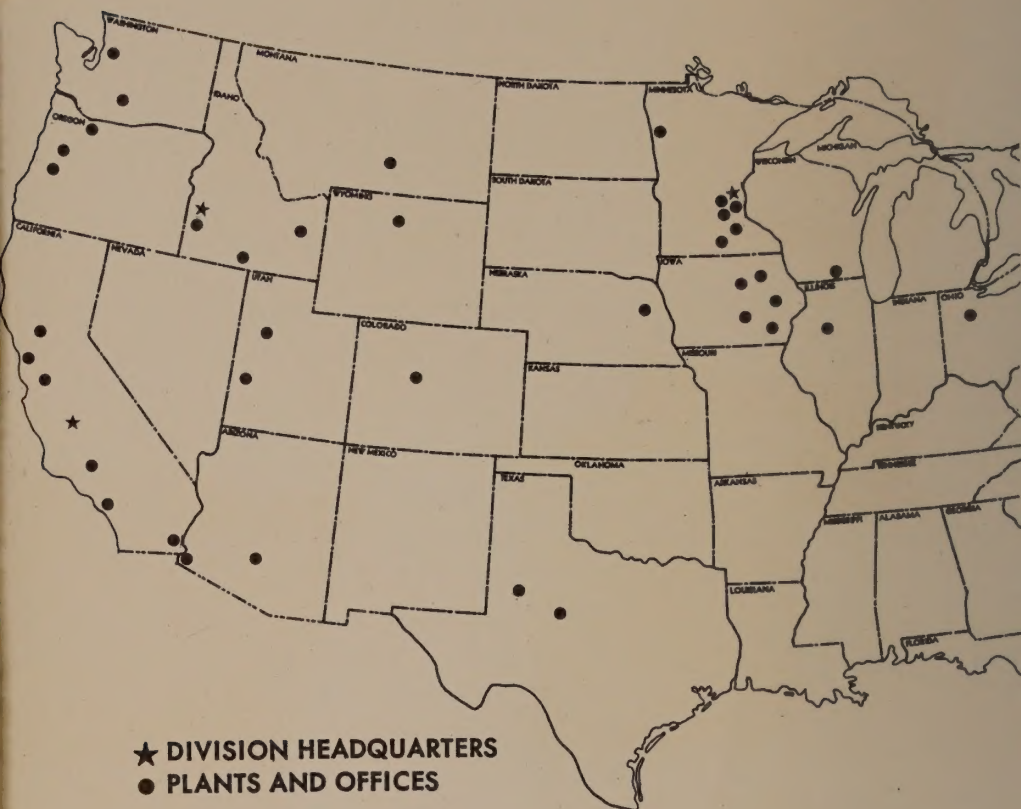 WASHINGTON
MONTANA
NORTH DAKOTA
MINNESOTA
IDAHO
OREGON
MICHIGAN
WISCONSIN
SOUTH DAKOTA
WYOMING
CALIFORNIA
NEVADA
IOWA
UTAH
NEBRASKA
ILLINOIS
INDIANA
OHIO
COLORADO
MISSOURI
KANSAS
KENTUCKY
ARIZONA
NEW MEXICO
OKLAHOMA
TENNESSEE
TEXAS
ARKANSAS
MISSISSIPPI
ALABAMA
GEORGIA
LOUISIANA
FLORIDA
★ DIVISION HEADQUARTERS
● PLANTS AND OFFICES